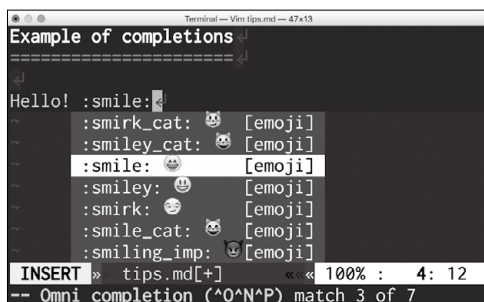 Terminal — Vim tips.md — 47×13
Example of completions
======================
Hello! :smile:
~ :smirk_cat: 😼 [emoji]
~ :smiley_cat: 😺 [emoji]
~ :smile: 😄 [emoji]
~ :smiley: 😃 [emoji]
~ :smirk: 😏 [emoji]
~ :smile_cat: 😸 [emoji]
~ :smiling_imp: 😈 [emoji]
INSERT » tips.md[+] ««« 100% : 4: 12
-- Omni completion (^O^N^P) match 3 of 7